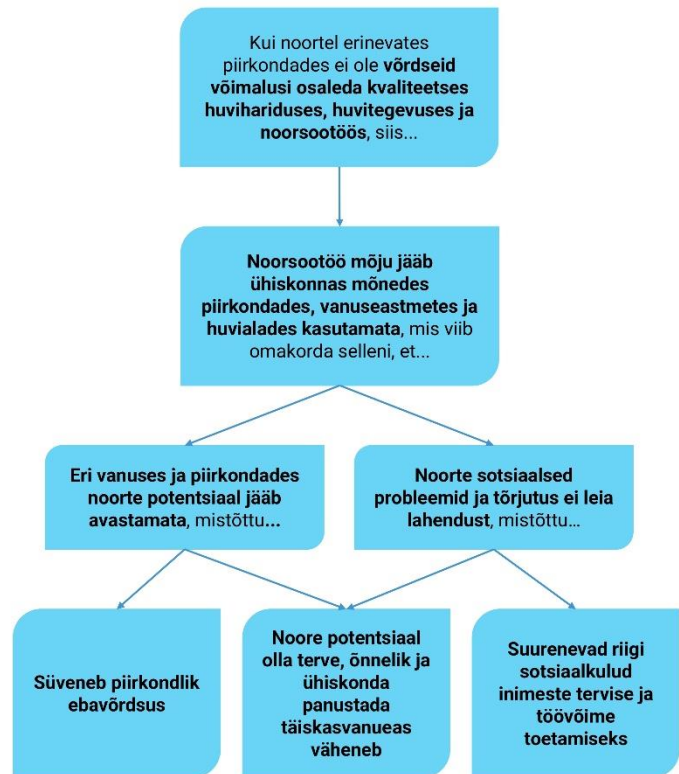 Kui noortel erinevates
piirkondades ei ole võrdseid
võimalusi osaleda kvaliteetses
huvihariduses, huvitegevuses ja
noorsootöös, siis...
Noorsootöö mõju jääb
ühiskonnas mõnedes
piirkondades, vanuseastmetes ja
huvialades kasutamata, mis viib
omakorda selleni, et...
Eri vanuses ja piirkondades
noorte potentsiaal jääb
avastamata, mistõttu...
Noorte sotsiaalsed
probleemid ja tõrjutus ei leia
lahendust, mistõttu...
Süveneb piirkondlik
ebavõrdsus
Noore potentsiaal
olla terve, õnnelik ja
ühiskonda
panustada
täiskasvanueas
väheneb
Suurenevad riigi
sotsiaalkulud
inimeste tervise ja
töövõime
toetamiseks